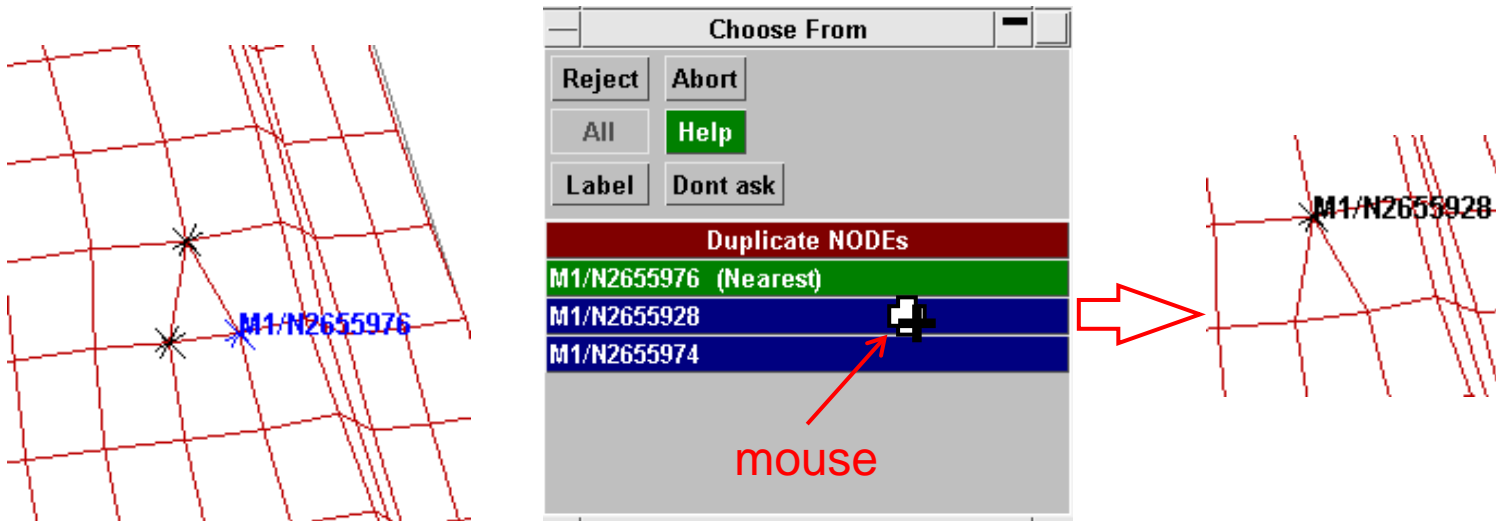 M1/N2655976
Choose From
Reject Abort
All Help
Label Dont ask
Duplicate NODEs
M1/N2655976 (Nearest)
M1/N2655928
M1/N2655974
mouse
M1/N2655928